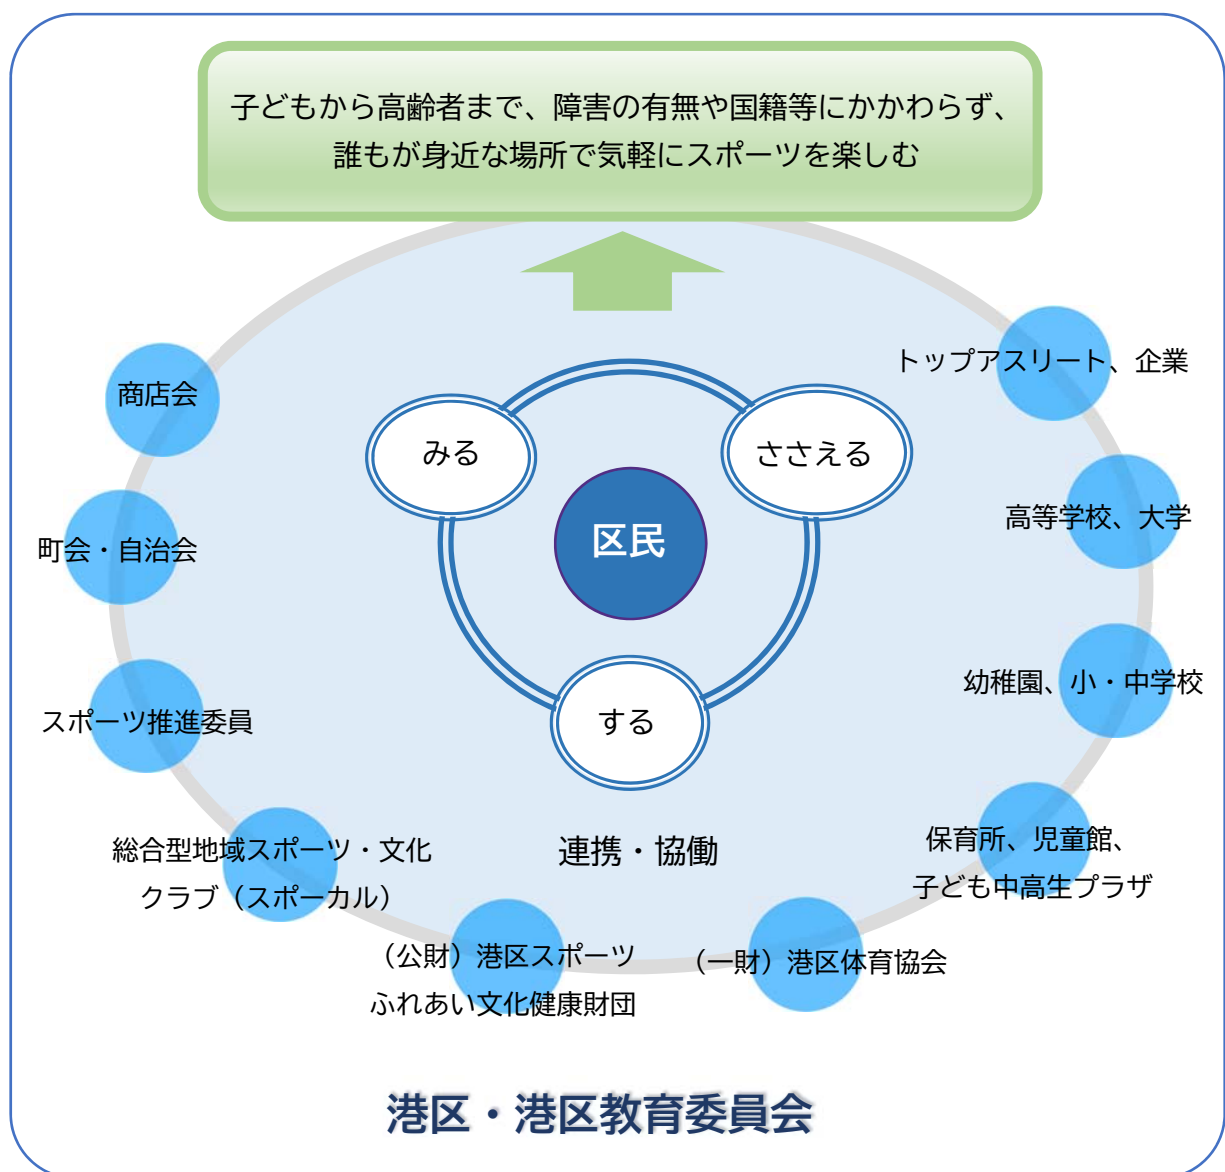 子どもから高齢者まで、障害の有無や国籍等にかかわらず、
誰もが身近な場所で気軽にスポーツを楽しむ
トップアスリート、企業
商店会
みる
ささえる
高等学校、大学
区民
町会・自治会
幼稚園、小・中学校
スポーツ推進委員
する
保育所、児童館、
子ども中高生プラザ
総合型地域スポーツ・文化
クラブ（スポーカル）
連携・協働
（公財）港区スポーツ
ふれあい文化健康財団
（一財）港区体育協会
港区・港区教育委員会